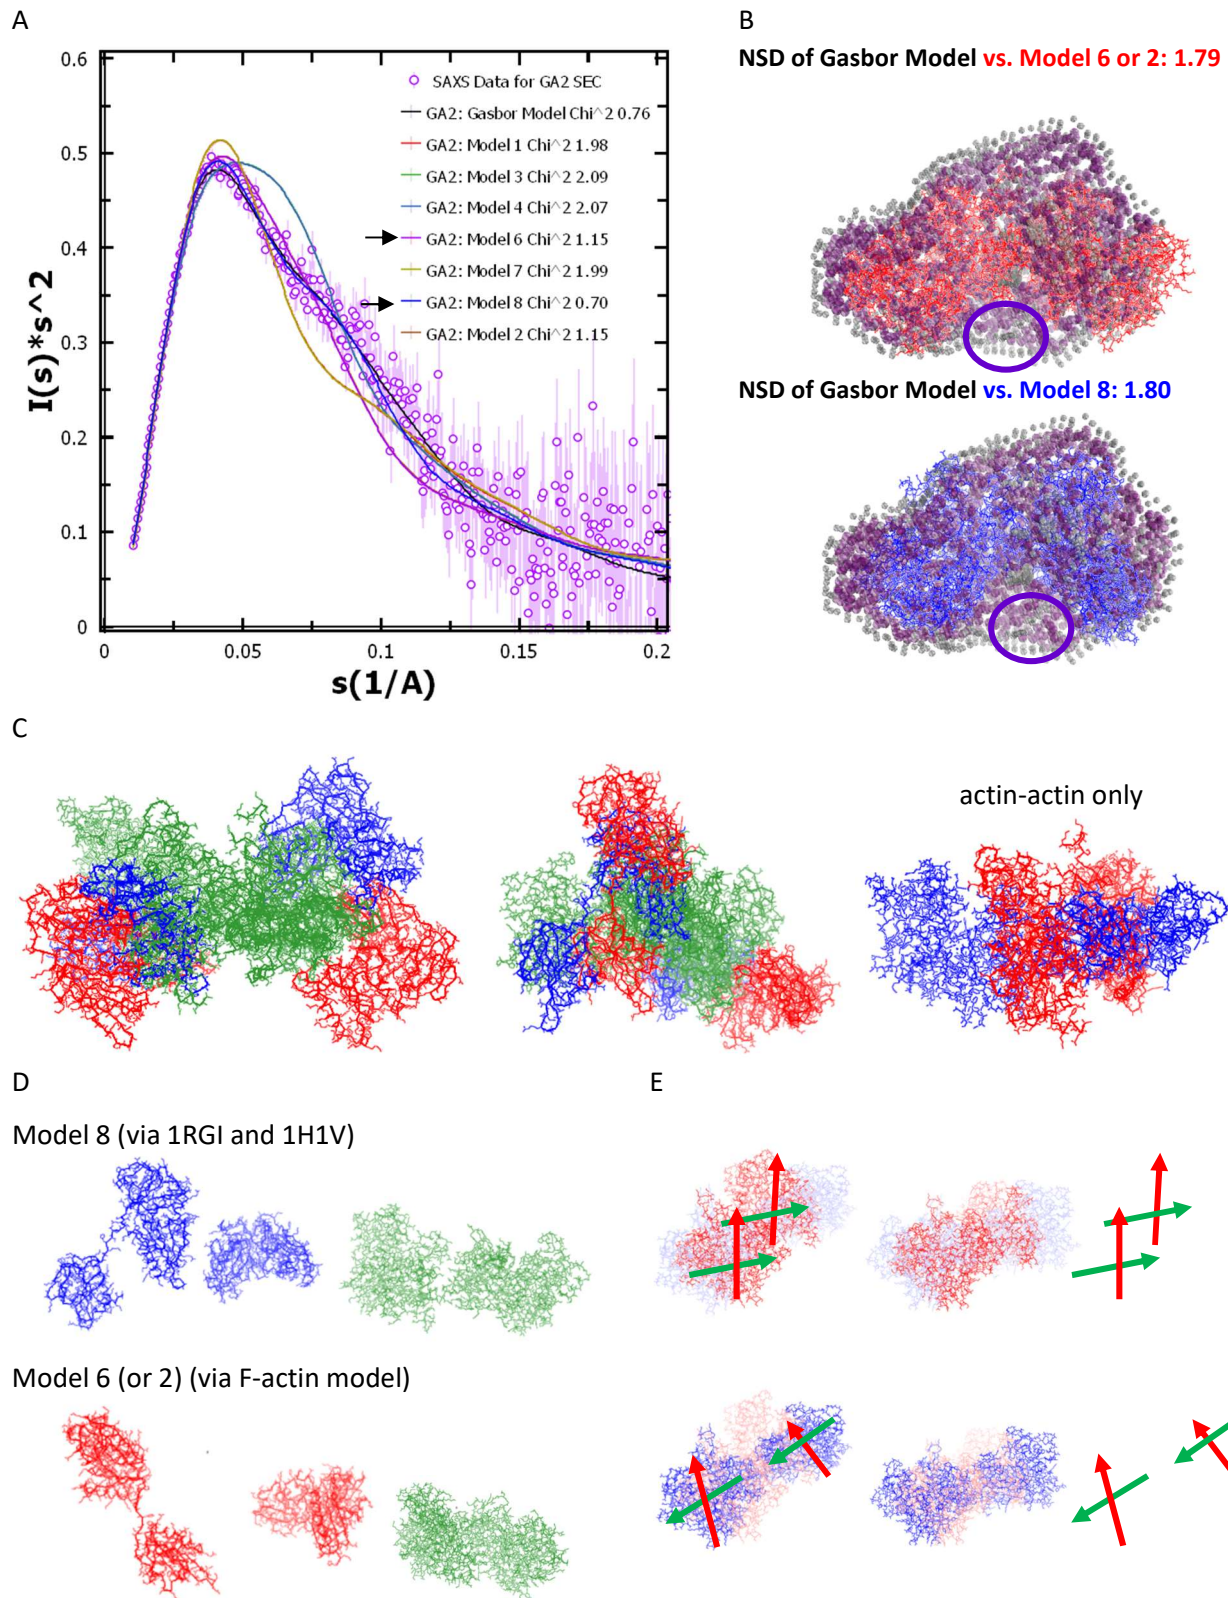 A
0.6
0.5
0.4
0.3
0.2
0.1
0
I(s)*s^2
SAXS Data for GA2 SEC
GA2: Gasbor Model Chi^2 0.76
GA2: Model 1 Chi^2 1.98
GA2: Model 3 Chi^2 2.09
GA2: Model 4 Chi^2 2.07
GA2: Model 6 Chi^2 1.15
GA2: Model 7 Chi^2 1.99
GA2: Model 8 Chi^2 0.70
GA2: Model 2 Chi^2 1.15
0 0.05 0.1 0.15 0.2
s(1/A)
B
NSD of Gasbor Model vs. Model 6 or 2: 1.79
NSD of Gasbor Model vs. Model 8: 1.80
C
actin-actin only
D
Model 8 (via 1RGI and 1H1V)
Model 6 (or 2) (via F-actin model)
E